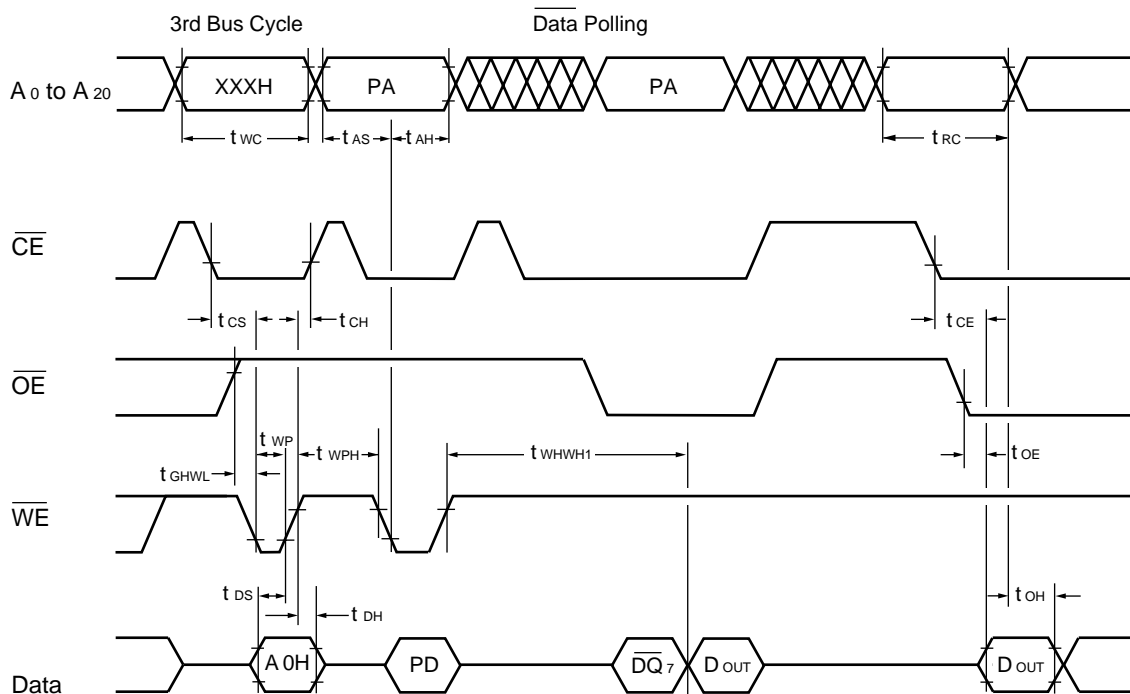 3rd Bus Cycle
Data Polling
A0 to A20
XXXH
PA
PA
tWC
tAS
tAH
tRC
CE
tCS
tCH
tCE
OE
tWP
tGHWL
tWPH
tWHWH1
tOE
WE
tDS
tDH
tOH
Data
A0H
PD
DQ7
DOUT
DOUT